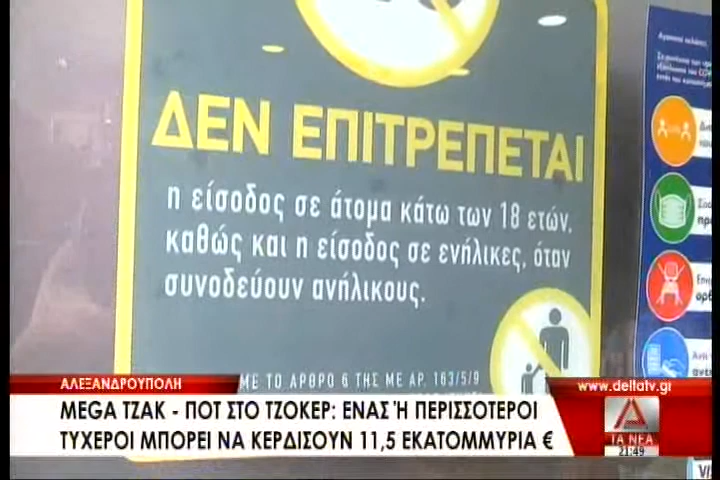 ΔΕΝ ΕΠΙΤΡΕΠΕΤΑΙ
η είσοδος σε άτομα κάτω των 18 ετών,
καθώς και η είσοδος σε ενήλικες, όταν
συνοδεύουν ανήλικους.
ΜΕ ΤΟ ΑΡΘΡΟ 6 ΤΗΣ ΜΕ ΑΡ. 163/5/9
Αγαπητοί
ΑΛΕΞΑΝΔΡΟΥΠΟΛΗ
MEGA ΤΖΑΚ - ΠΟΤ ΣΤΟ ΤΖΟΚΕΡ: ΕΝΑΣ Ή ΠΕΡΙΣΣΟΤΕΡΟΙ
ΤΥΧΕΡΟΙ ΜΠΟΡΕΙ ΝΑ ΚΕΡΔΙΣΟΥΝ 11,5 ΕΚΑΤΟΜΜΥΡΙΑ €
www.deltatv.gr
ΤΑ ΝΕΑ
21:49